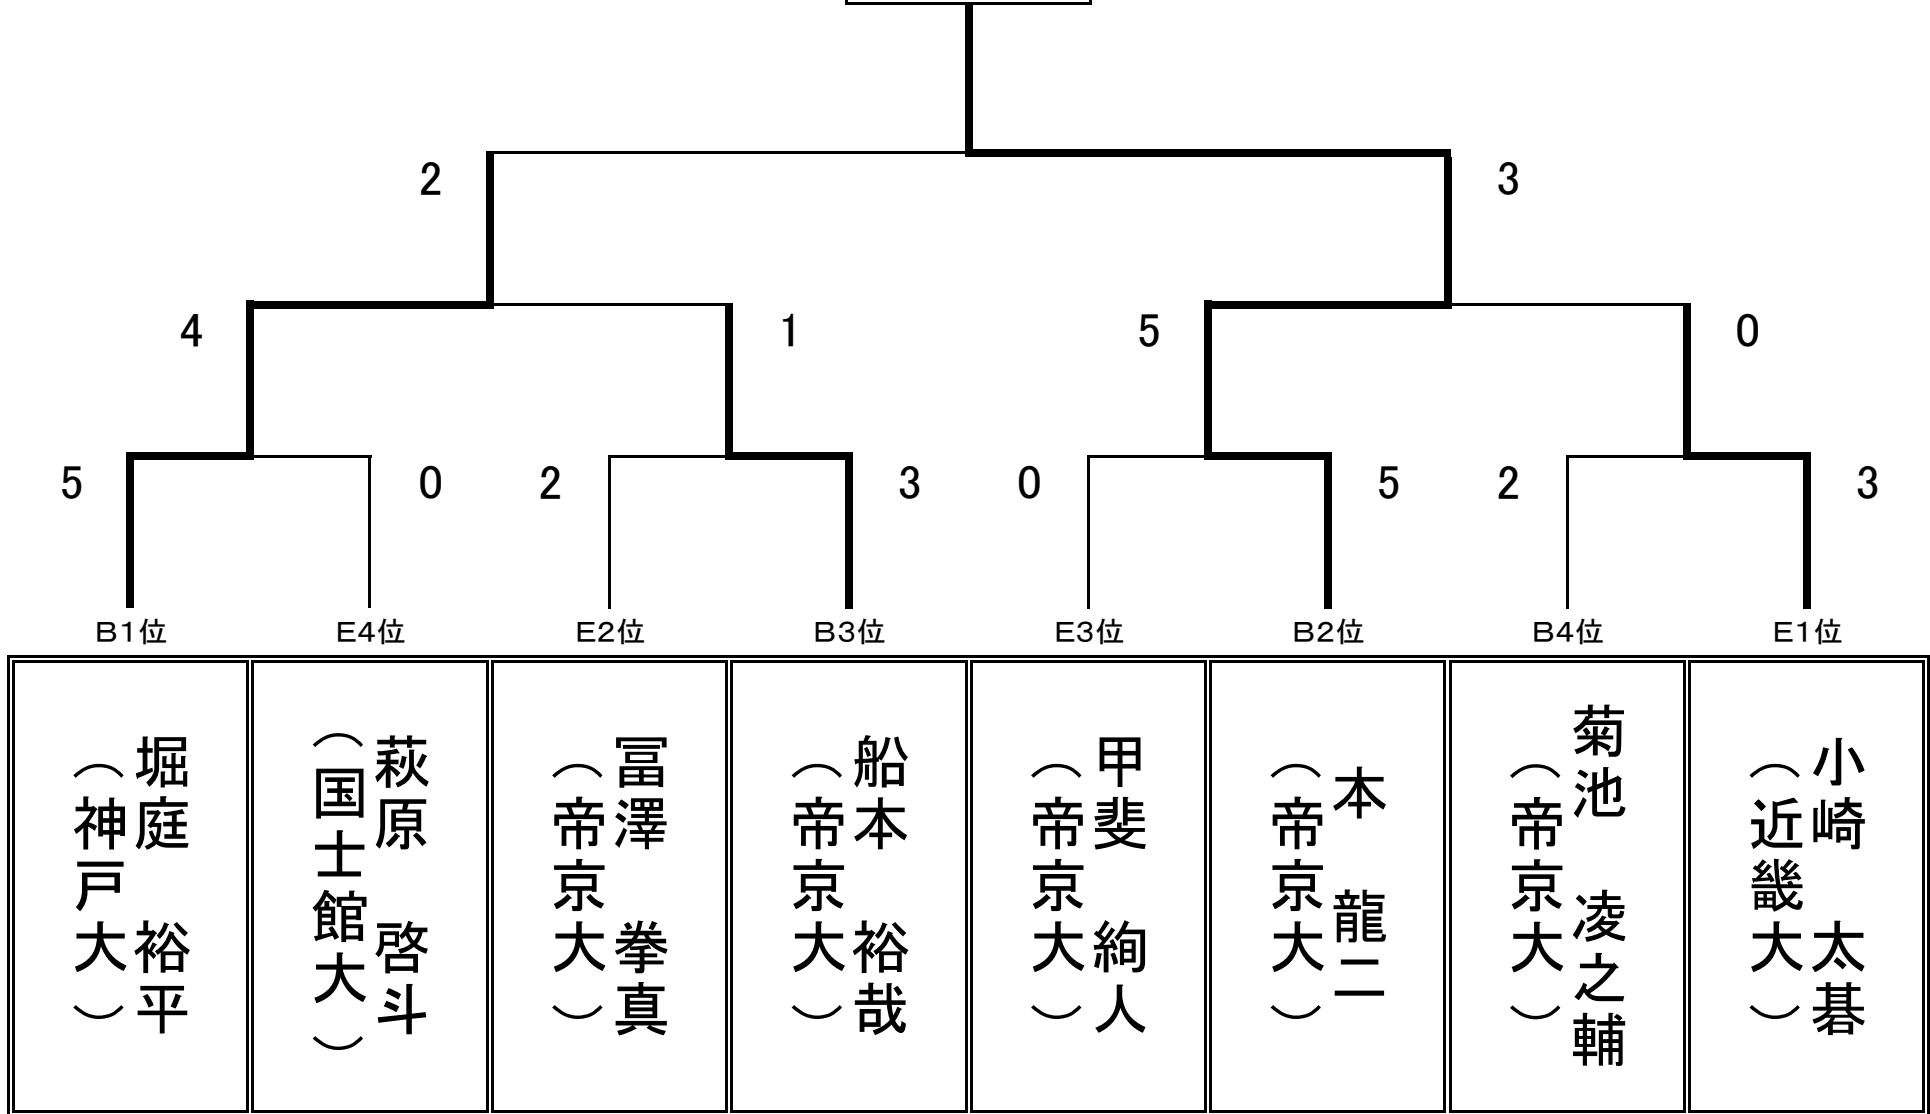 2 3
4 1 5 0
5 0 2 3 0 5 2 3
B1位 E4位 E2位 B3位 E3位 B2位 B4位 E1位
堀庭 裕平
(神戸大)
萩原 啓斗
(国士館大)
冨澤 拳真
(帝京大)
船本 裕哉
(帝京大)
甲斐 絢人
(帝京大)
本 龍二
(帝京大)
菊池 凌之輔
(帝京大)
小崎 太碁
(近畿大)